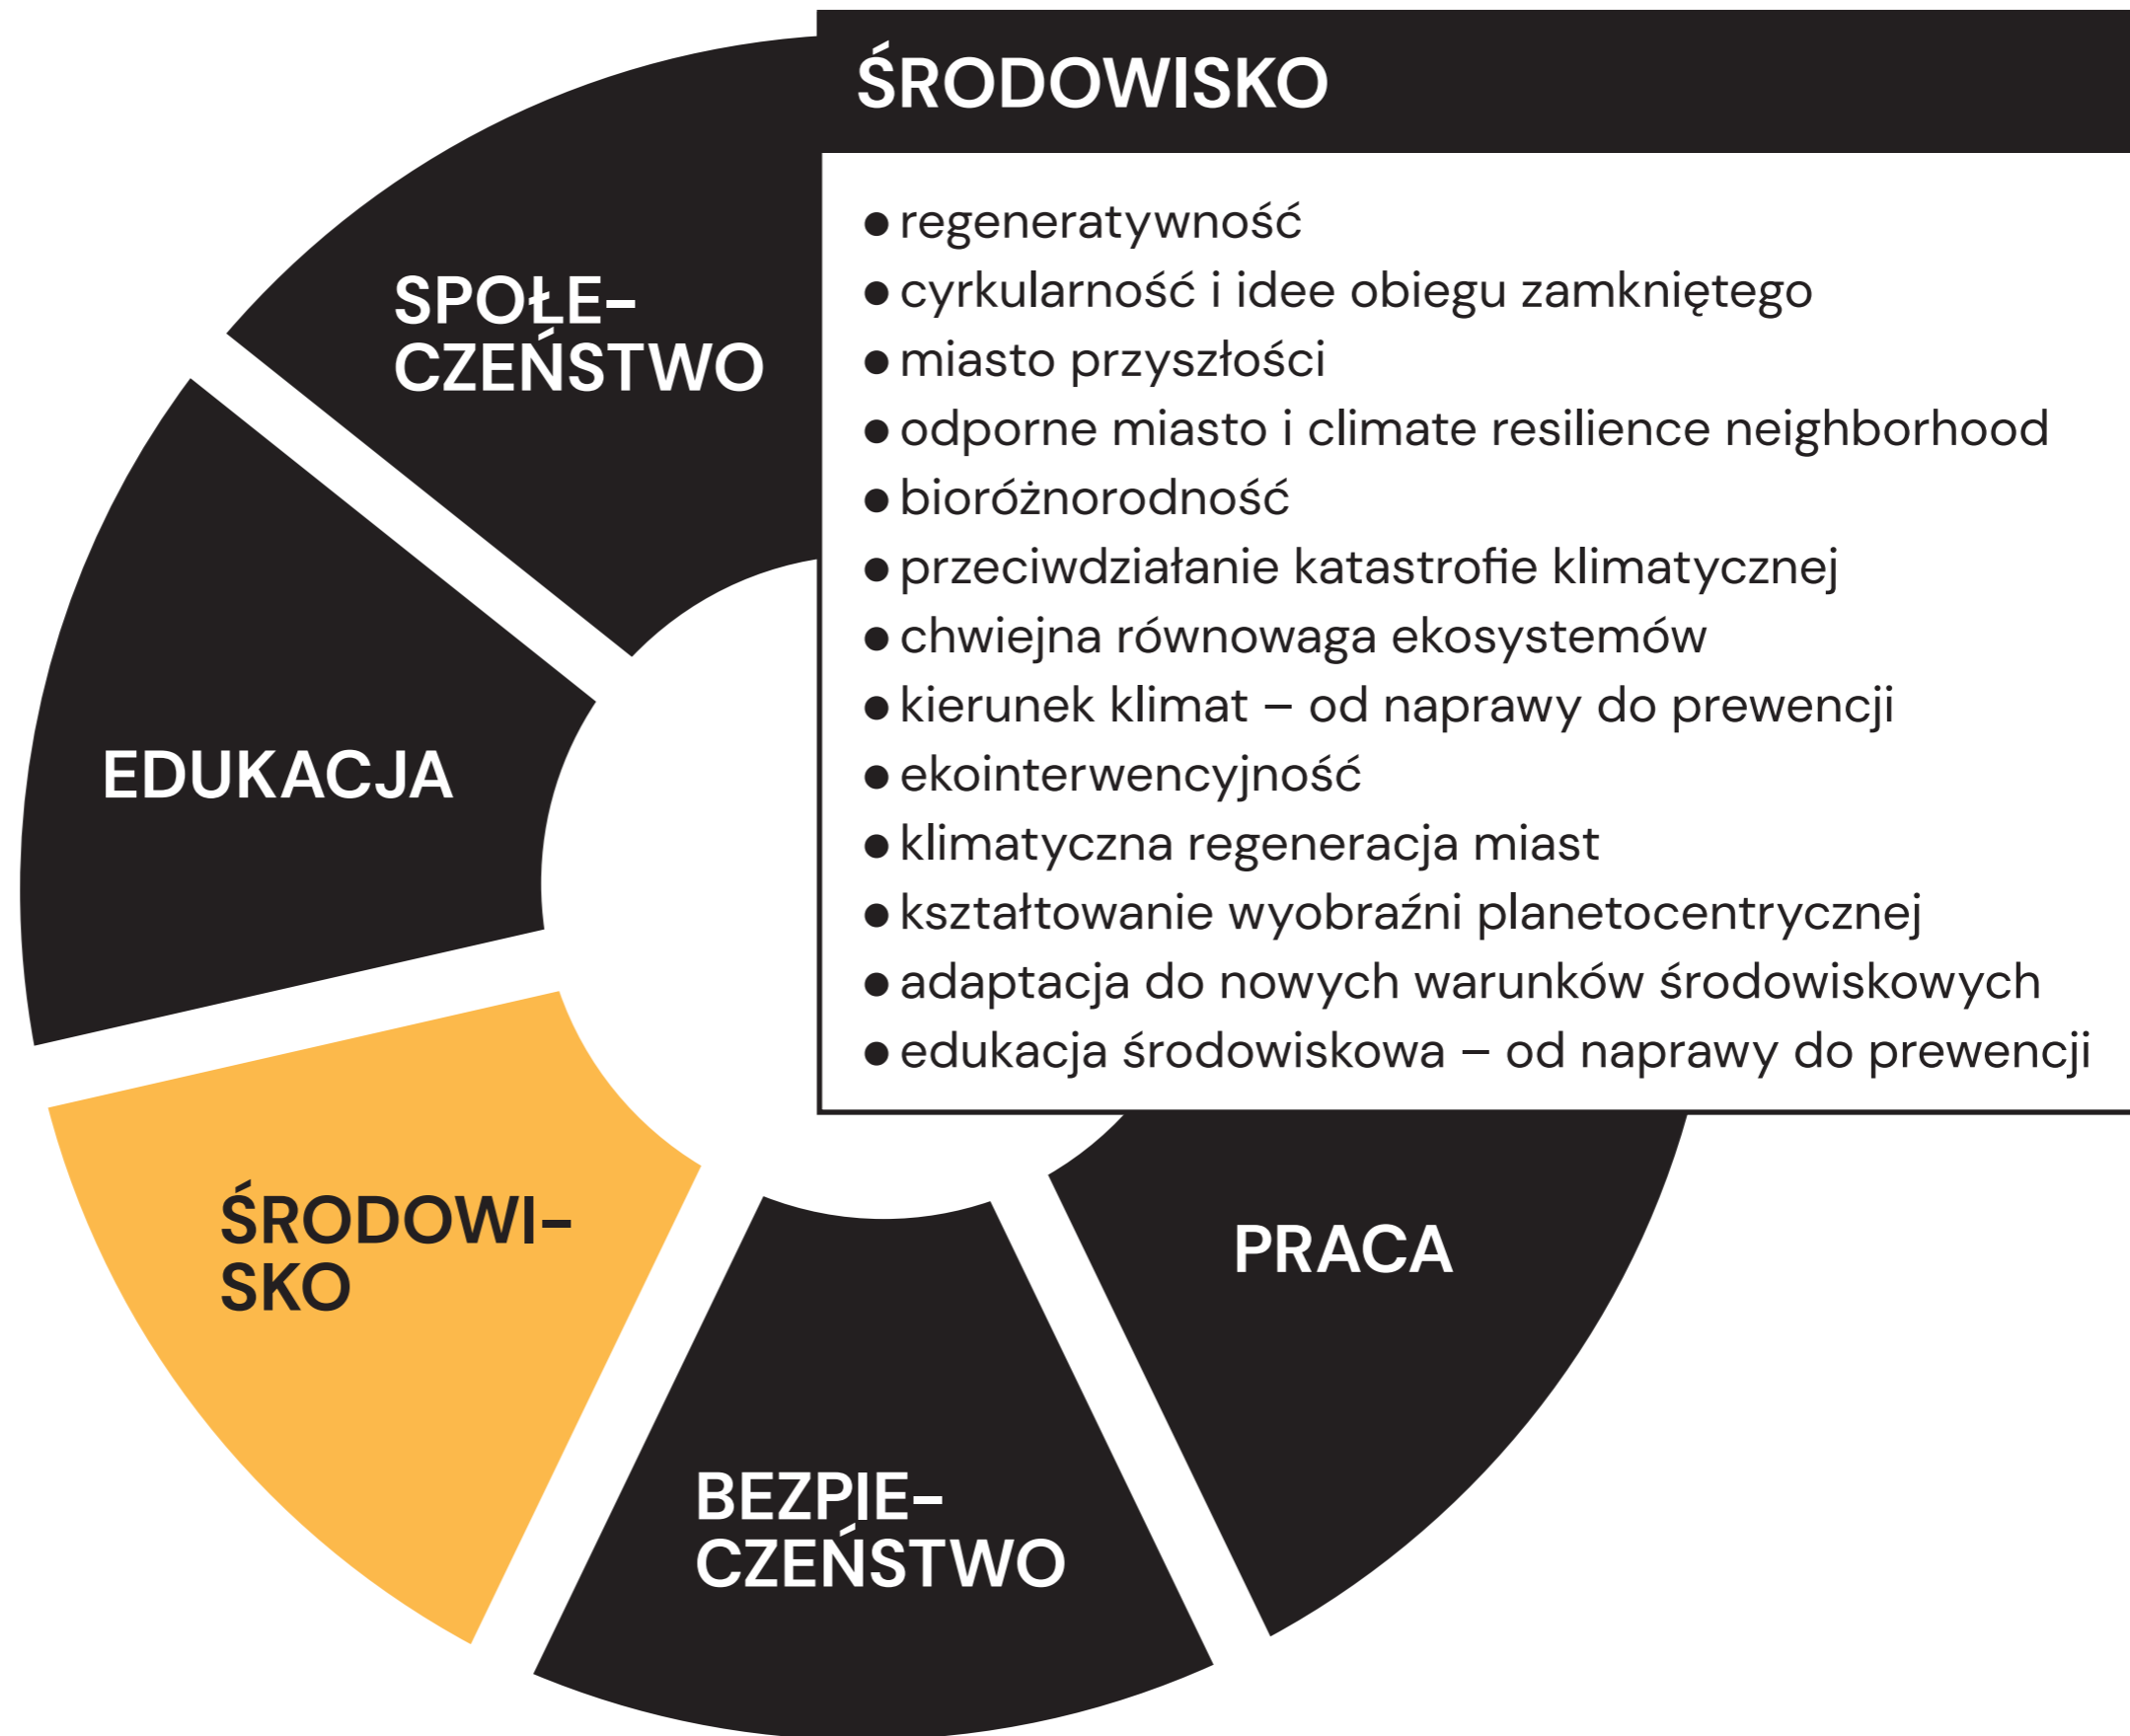 ŚRODOWISKO
● regeneratywność
● cyrkularność i idee obiegu zamkniętego
● miasto przyszłości
● odporne miasto i climate resilience neighborhood
● bioróżnorodność
● przeciwdziałanie katastrofie klimatycznej
● chwiejna równowaga ekosystemów
● kierunek klimat – od naprawy do prewencji
● ekointerwencyjność
● klimatyczna regeneracja miast
● kształtowanie wyobraźni planetocentrycznej
● adaptacja do nowych warunków środowiskowych
● edukacja środowiskowa – od naprawy do prewencji
SPOŁE-
CZEŃSTWO
EDUKACJA
ŚRODOWI-
SKO
BEZPIE-
CZEŃSTWO
PRACA